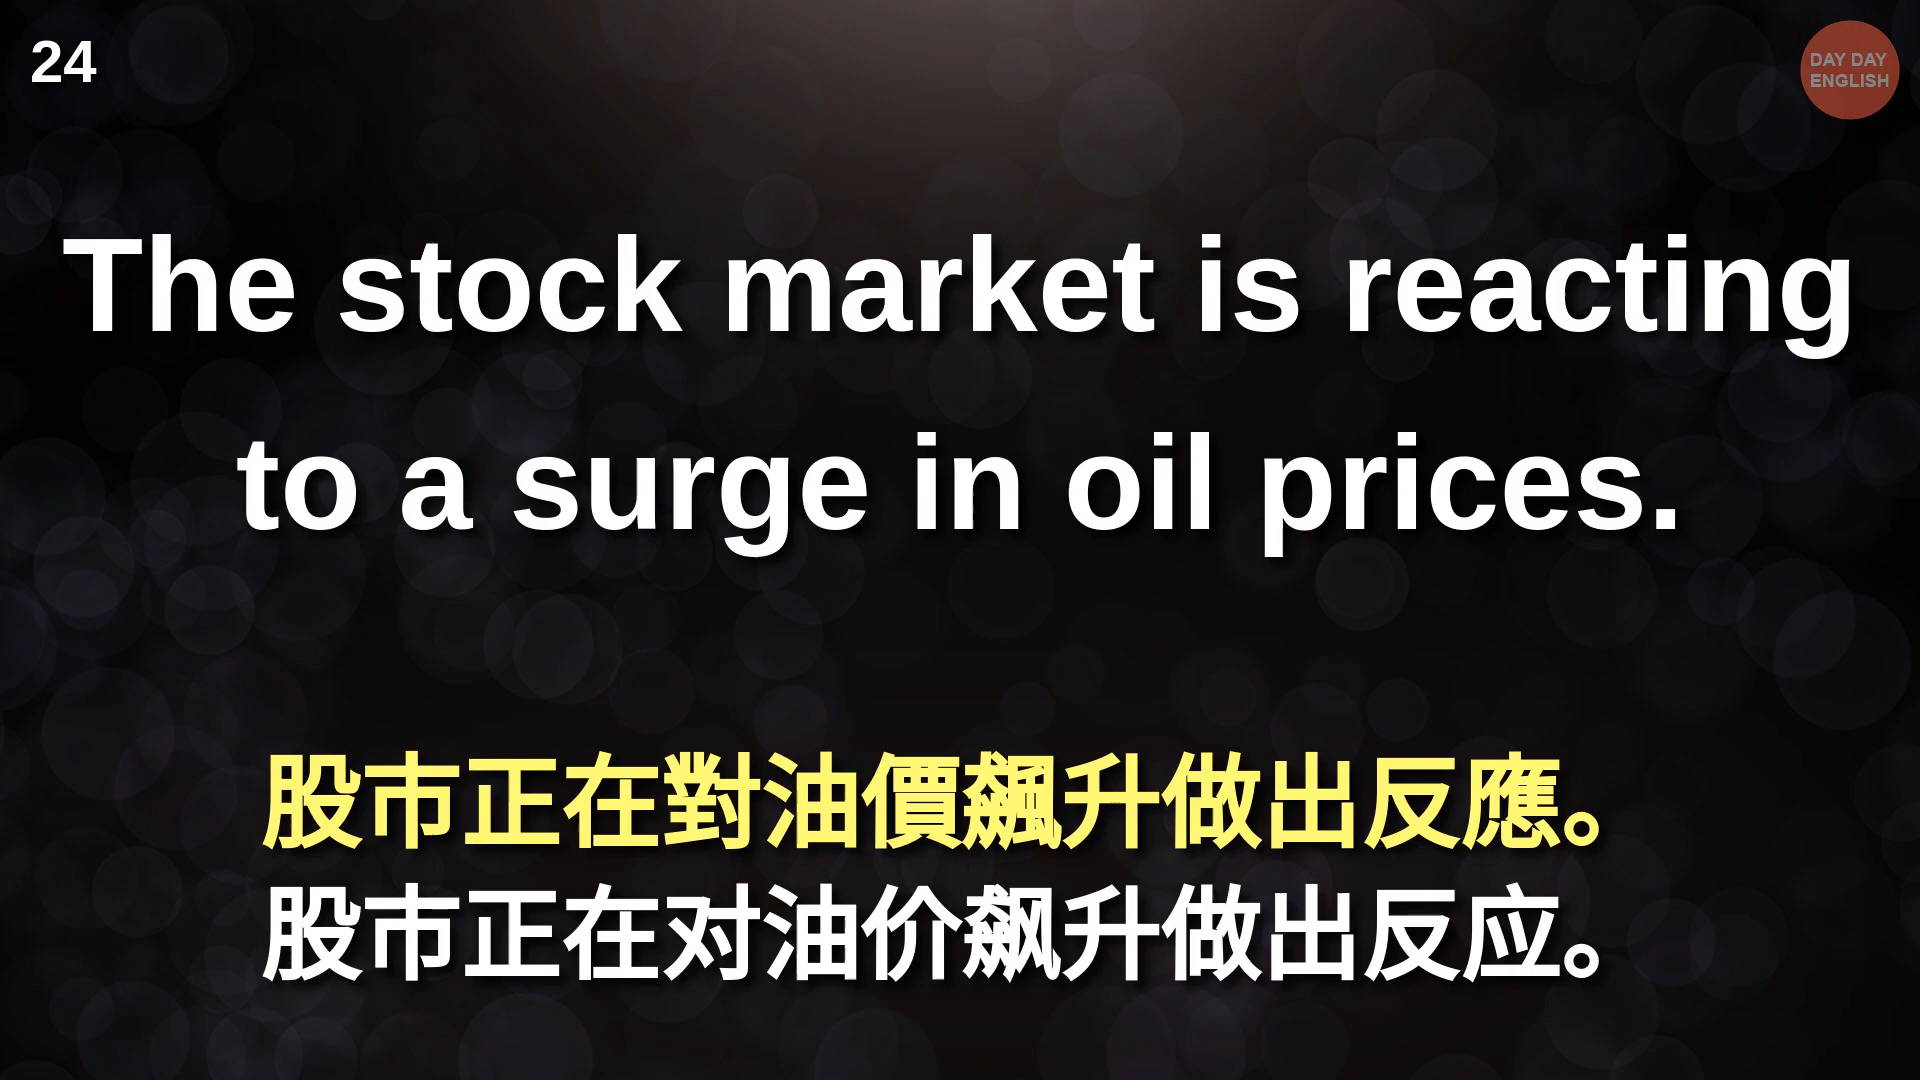 24
DAY DAY
ENGLISH
The stock market is reacting
to a surge in oil prices.
股市正在對油價飆升做出反應。
股市正在对油价飙升做出反应。